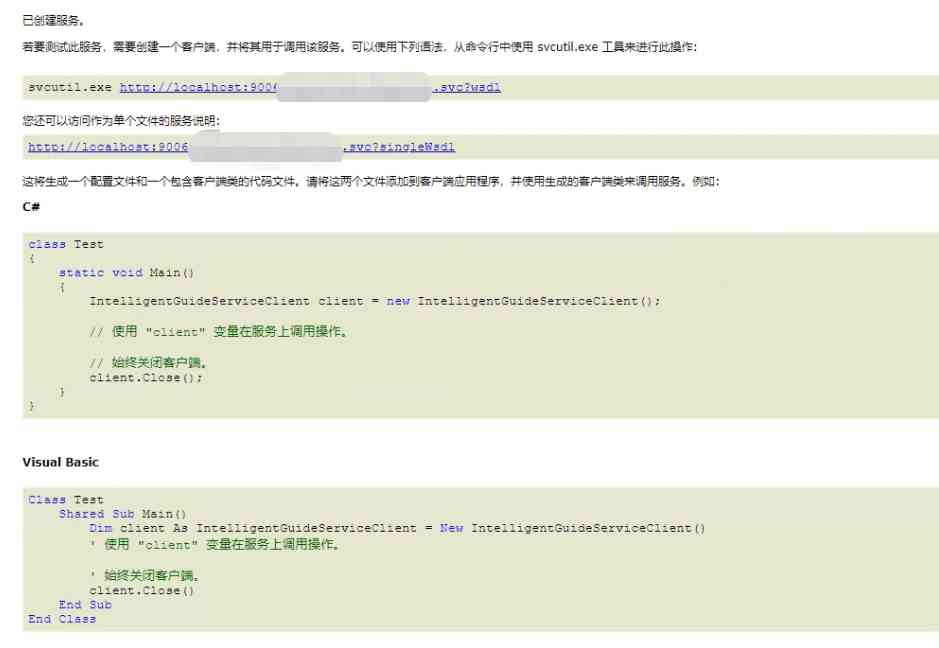 已创建服务。
若要测试此服务，需要创建一个客户端，并将其用于调用该服务。可以使用下列语法，从命令行中使用 svcutil.exe 工具来进行此操作:
svcutil.exe http://localhost:9006 .svc?wsdl
您还可以访问作为单个文件的服务说明:
http://localhost:9006 .svc?singleWsdl
这将生成一个配置文件和一个包含客户端类的代码文件。请将这两个文件添加到客户端应用程序，并使用生成的客户端类来调用服务。例如:
C#
class Test
{
    static void Main()
    {
        IntelligentGuideServiceClient client = new IntelligentGuideServiceClient();
        // 使用 "client" 变量在服务上调用操作。
        // 始终关闭客户端。
        client.Close();
    }
}
Visual Basic
Class Test
    Shared Sub Main()
        Dim client As IntelligentGuideServiceClient = New IntelligentGuideServiceClient()
        ' 使用 "client" 变量在服务上调用操作。
        ' 始终关闭客户端。
        client.Close()
    End Sub
End Class